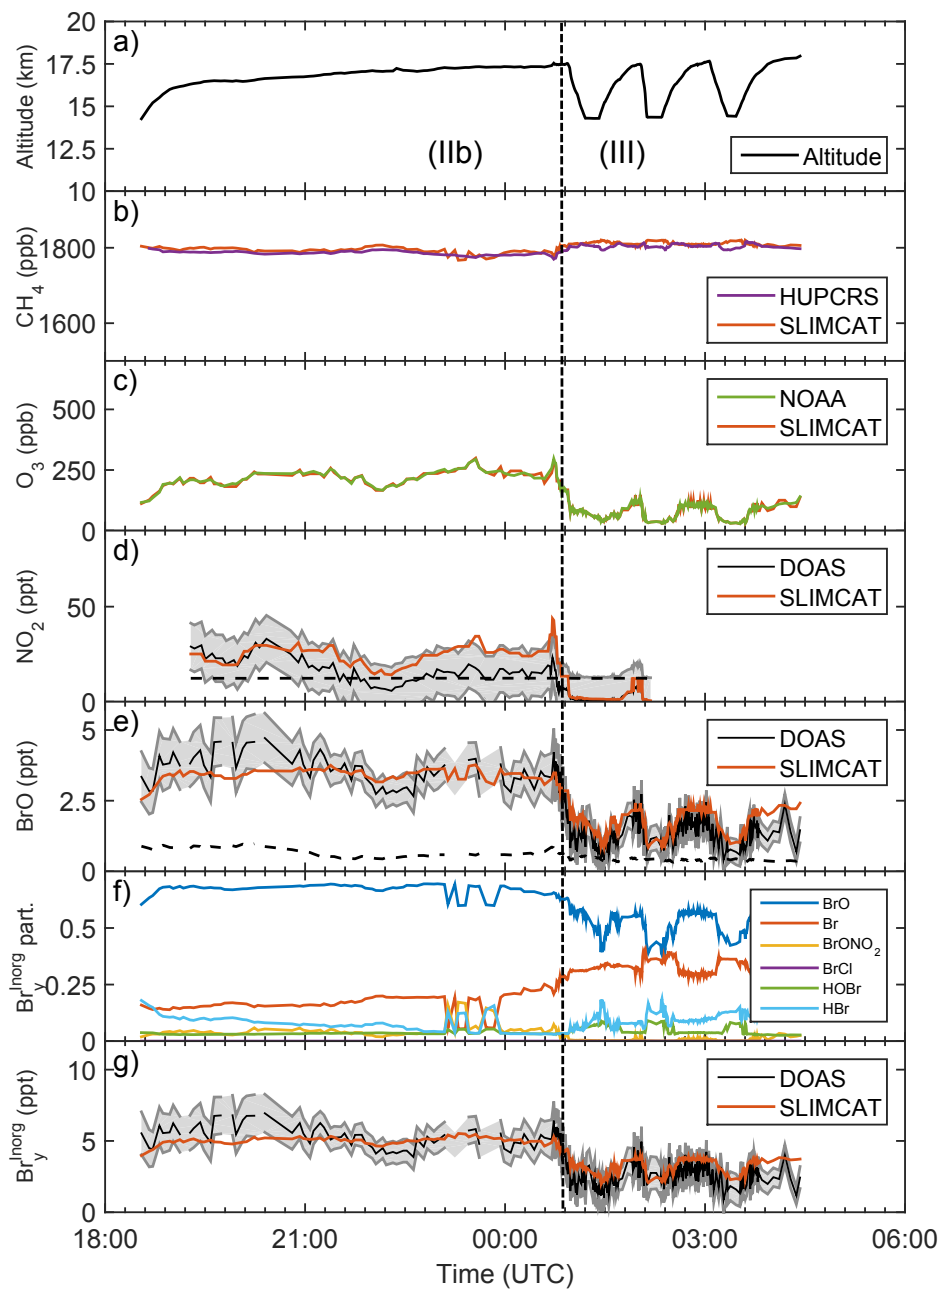 a)
20
17.5
15
12.5
10
Altitude (km)
(IIb)
(III)
Altitude
b)
1800
1600
CH4 (ppb)
HUPCRS
SLIMCAT
c)
500
250
0
O3 (ppb)
NOAA
SLIMCAT
d)
50
0
NO2 (ppt)
DOAS
SLIMCAT
e)
5
2.5
0
BrO (ppt)
DOAS
SLIMCAT
f)
0.5
0.25
0
Br_y^Inorg part.
BrO
Br
BrONO2
BrCl
HOBr
HBr
g)
10
5
0
Br_y^Inorg (ppt)
DOAS
SLIMCAT
18:00 21:00 00:00 03:00 06:00
Time (UTC)